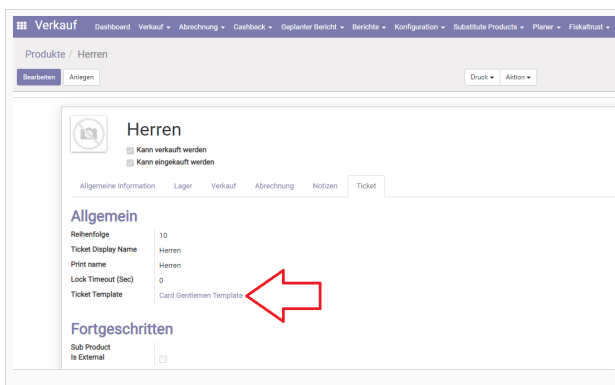 Verkauf Dashboard Verkauf Abrechnung Cashback Geplanter Bericht Berichte Konfiguration Substitute Products Planer Fiskaltrust
Produkte / Herren
Bearbeiten Anlegen Druck Aktion
Herren
Kann verkauft werden
Kann eingekauft werden
Allgemeine Information Lager Verkauf Abrechnung Notizen Ticket
Allgemein
Reihenfolge 10
Ticket Display Name Herren
Print name Herren
Lock Timeout (Sec) 0
Ticket Template Card Gentlemen Template
Fortgeschritten
Sub Product
Is External